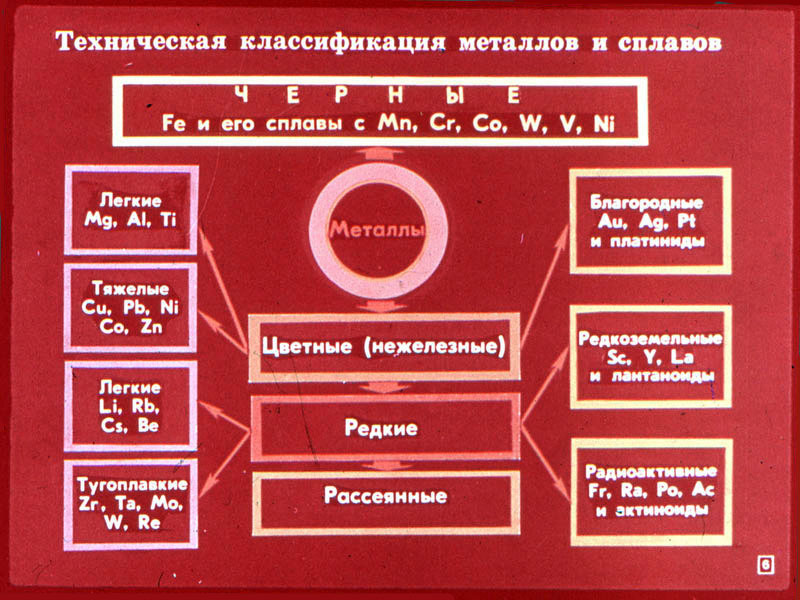 Техническая классификация металлов и сплавов
ЧЕРНЫЕ
Fe и его сплавы с Mn, Cr, Co, W, V, Ni
Металлы
Легкие
Mg, Al, Ti
Тяжелые
Cu, Pb, Ni
Co, Zn
Легкие
Li, Rb,
Cs, Be
Тугоплавкие
Zr, Ta, Mo,
W, Re
Цветные (нежелезные)
Редкие
Рассеянные
Благородные
Au, Ag, Pt
и платиниды
Редкоземельные
Sc, Y, La
и лантаноиды
Радиоактивные
Fr, Ra, Po, Ac
и актиноиды
6